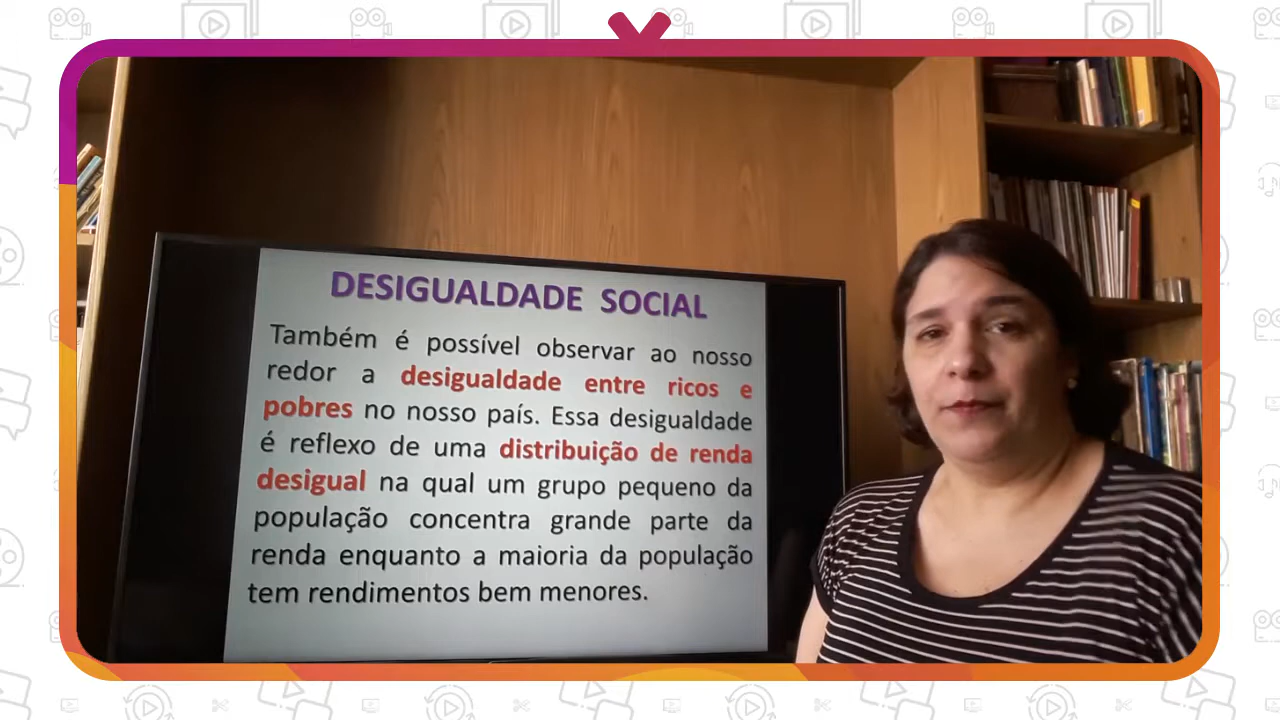 DESIGUALDADE SOCIAL
Também é possível observar ao nosso
redor a desigualdade entre ricos e
pobres no nosso país. Essa desigualdade
é reflexo de uma distribuição de renda
desigual na qual um grupo pequeno da
população concentra grande parte da
renda enquanto a maioria da população
tem rendimentos bem menores.